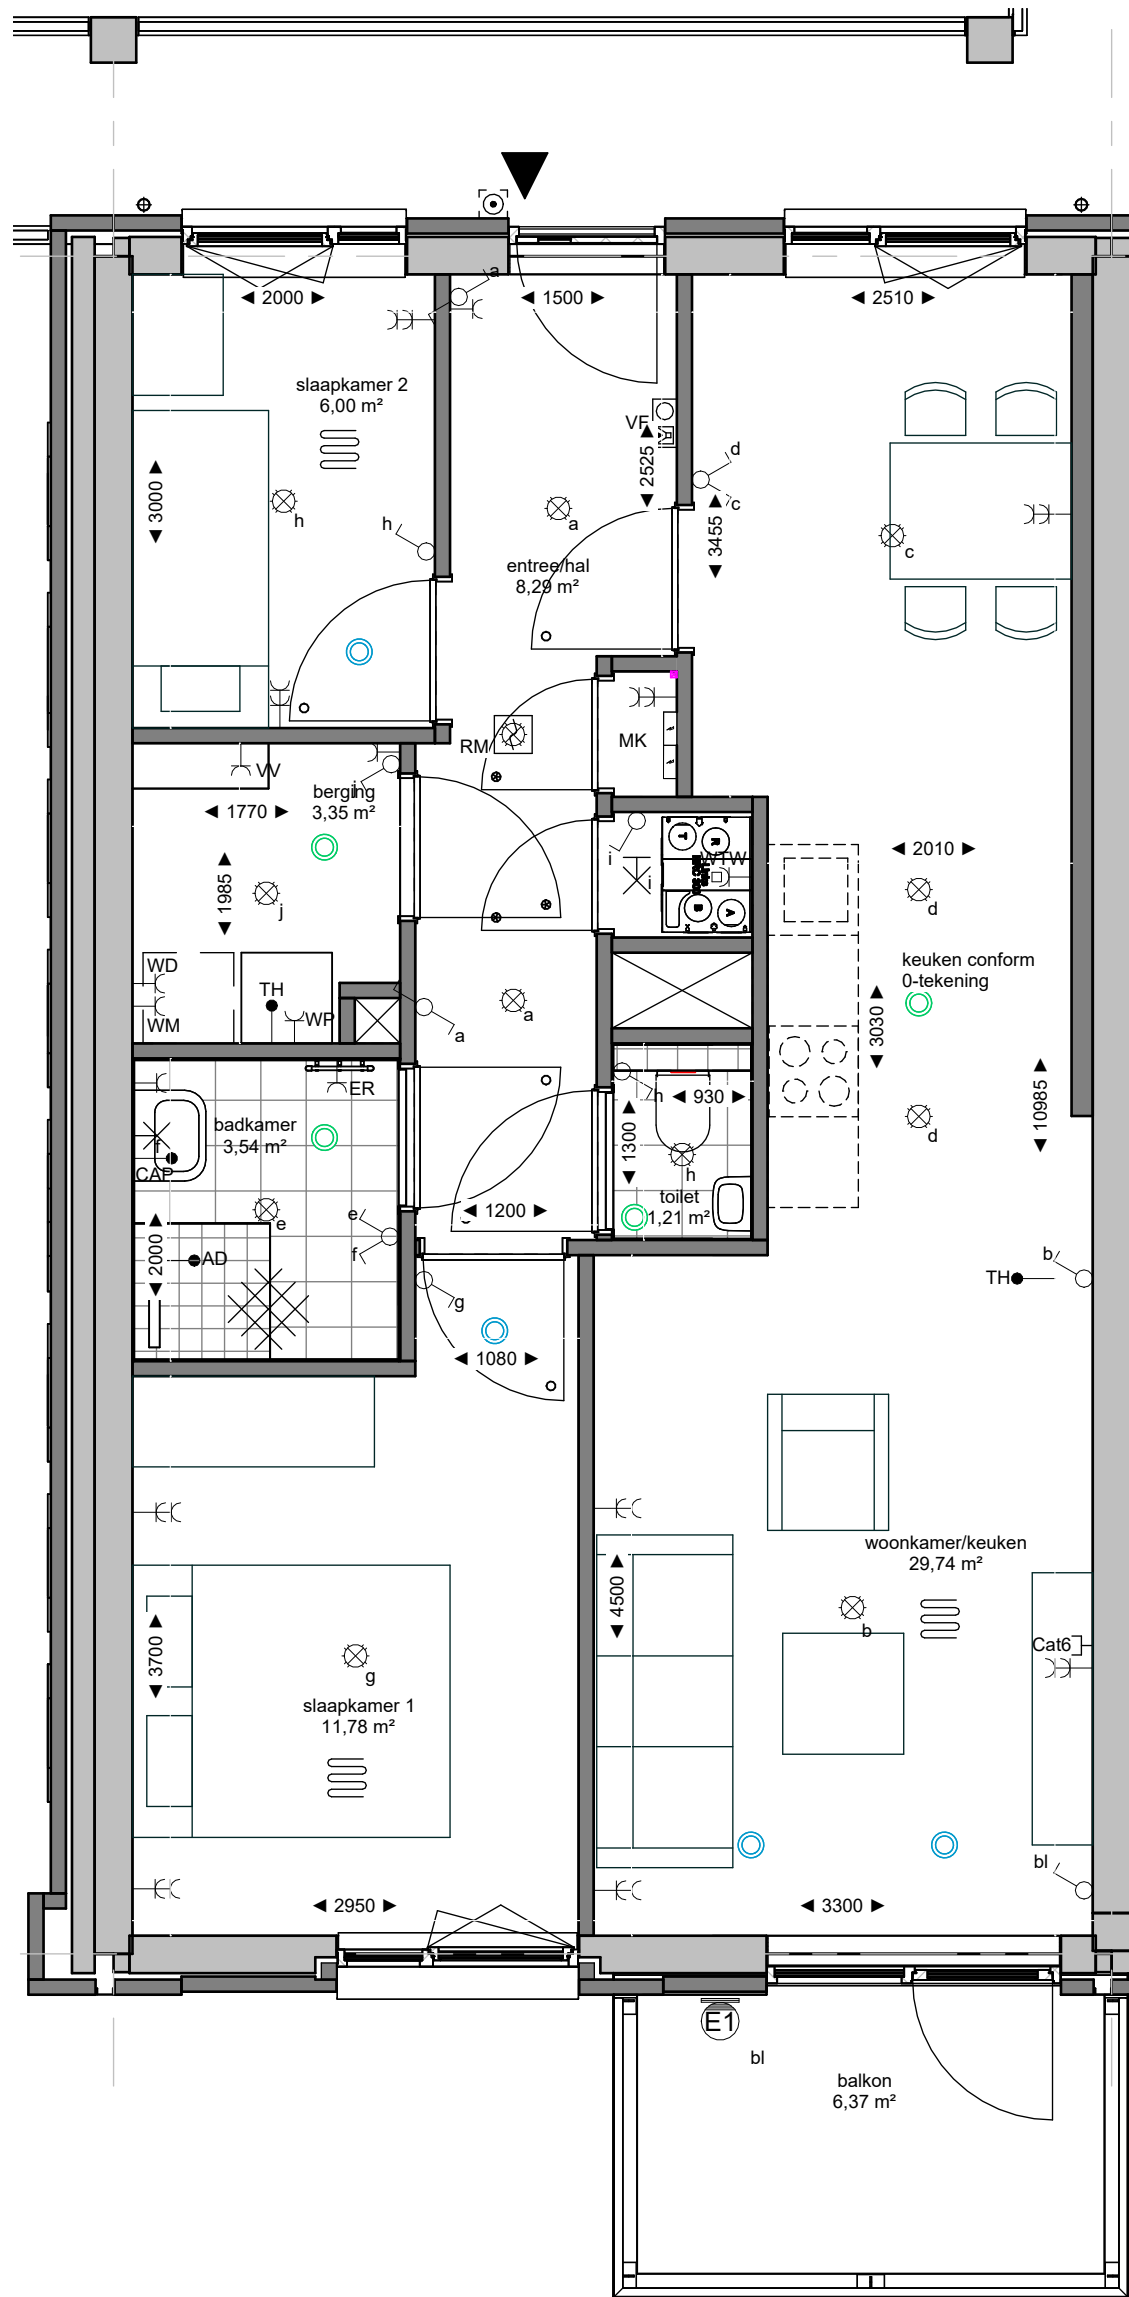 a
◄ 2000 ►
◄ 1500 ►
◄ 2510 ►
slaapkamer 2
6,00 m²
VF
◄ 2525 ►
d
c
◄ 3000 ►
◄ 3455 ►
h
h
a
c
entree/hal
8,29 m²
RM
MK
VV
j
berging
3,35 m²
◄ 1770 ►
◄ 1985 ►
j
i
i
T
R
WTW
B
A
◄ 2010 ►
d
keuken conform
0-tekening
WD
WM
TH
WP
a
a
◄ 3030 ►
◄ 10985 ►
ER
h
◄ 930 ►
d
badkamer
3,54 m²
f
CAP
◄ 1300 ►
h
toilet
1,21 m²
e
e
f
◄ 1200 ►
◄ 2000 ►
AD
b
TH
g
◄ 1080 ►
woonkamer/keuken
29,74 m²
◄ 4500 ►
b
Cat6
◄ 3700 ►
g
slaapkamer 1
11,78 m²
bl
◄ 2950 ►
◄ 3300 ►
E1
bl
balkon
6,37 m²